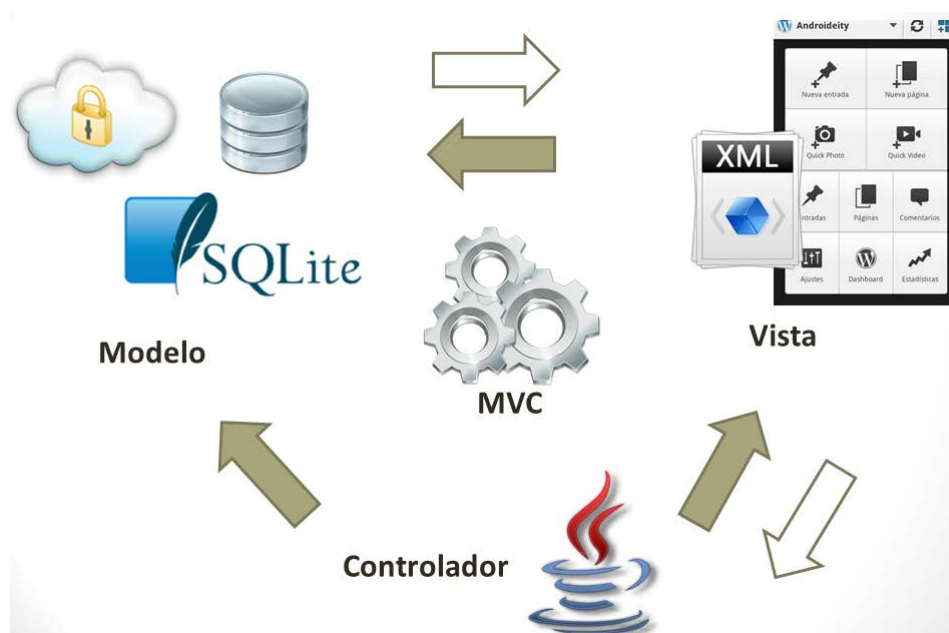 Androideity
Nueva entrada
Nueva página
Quick Photo
Quick Video
XML
Entradas
Páginas
Comentarios
Ajustes
Dashboard
Estadísticas
SQLite
Modelo
Vista
MVC
Controlador